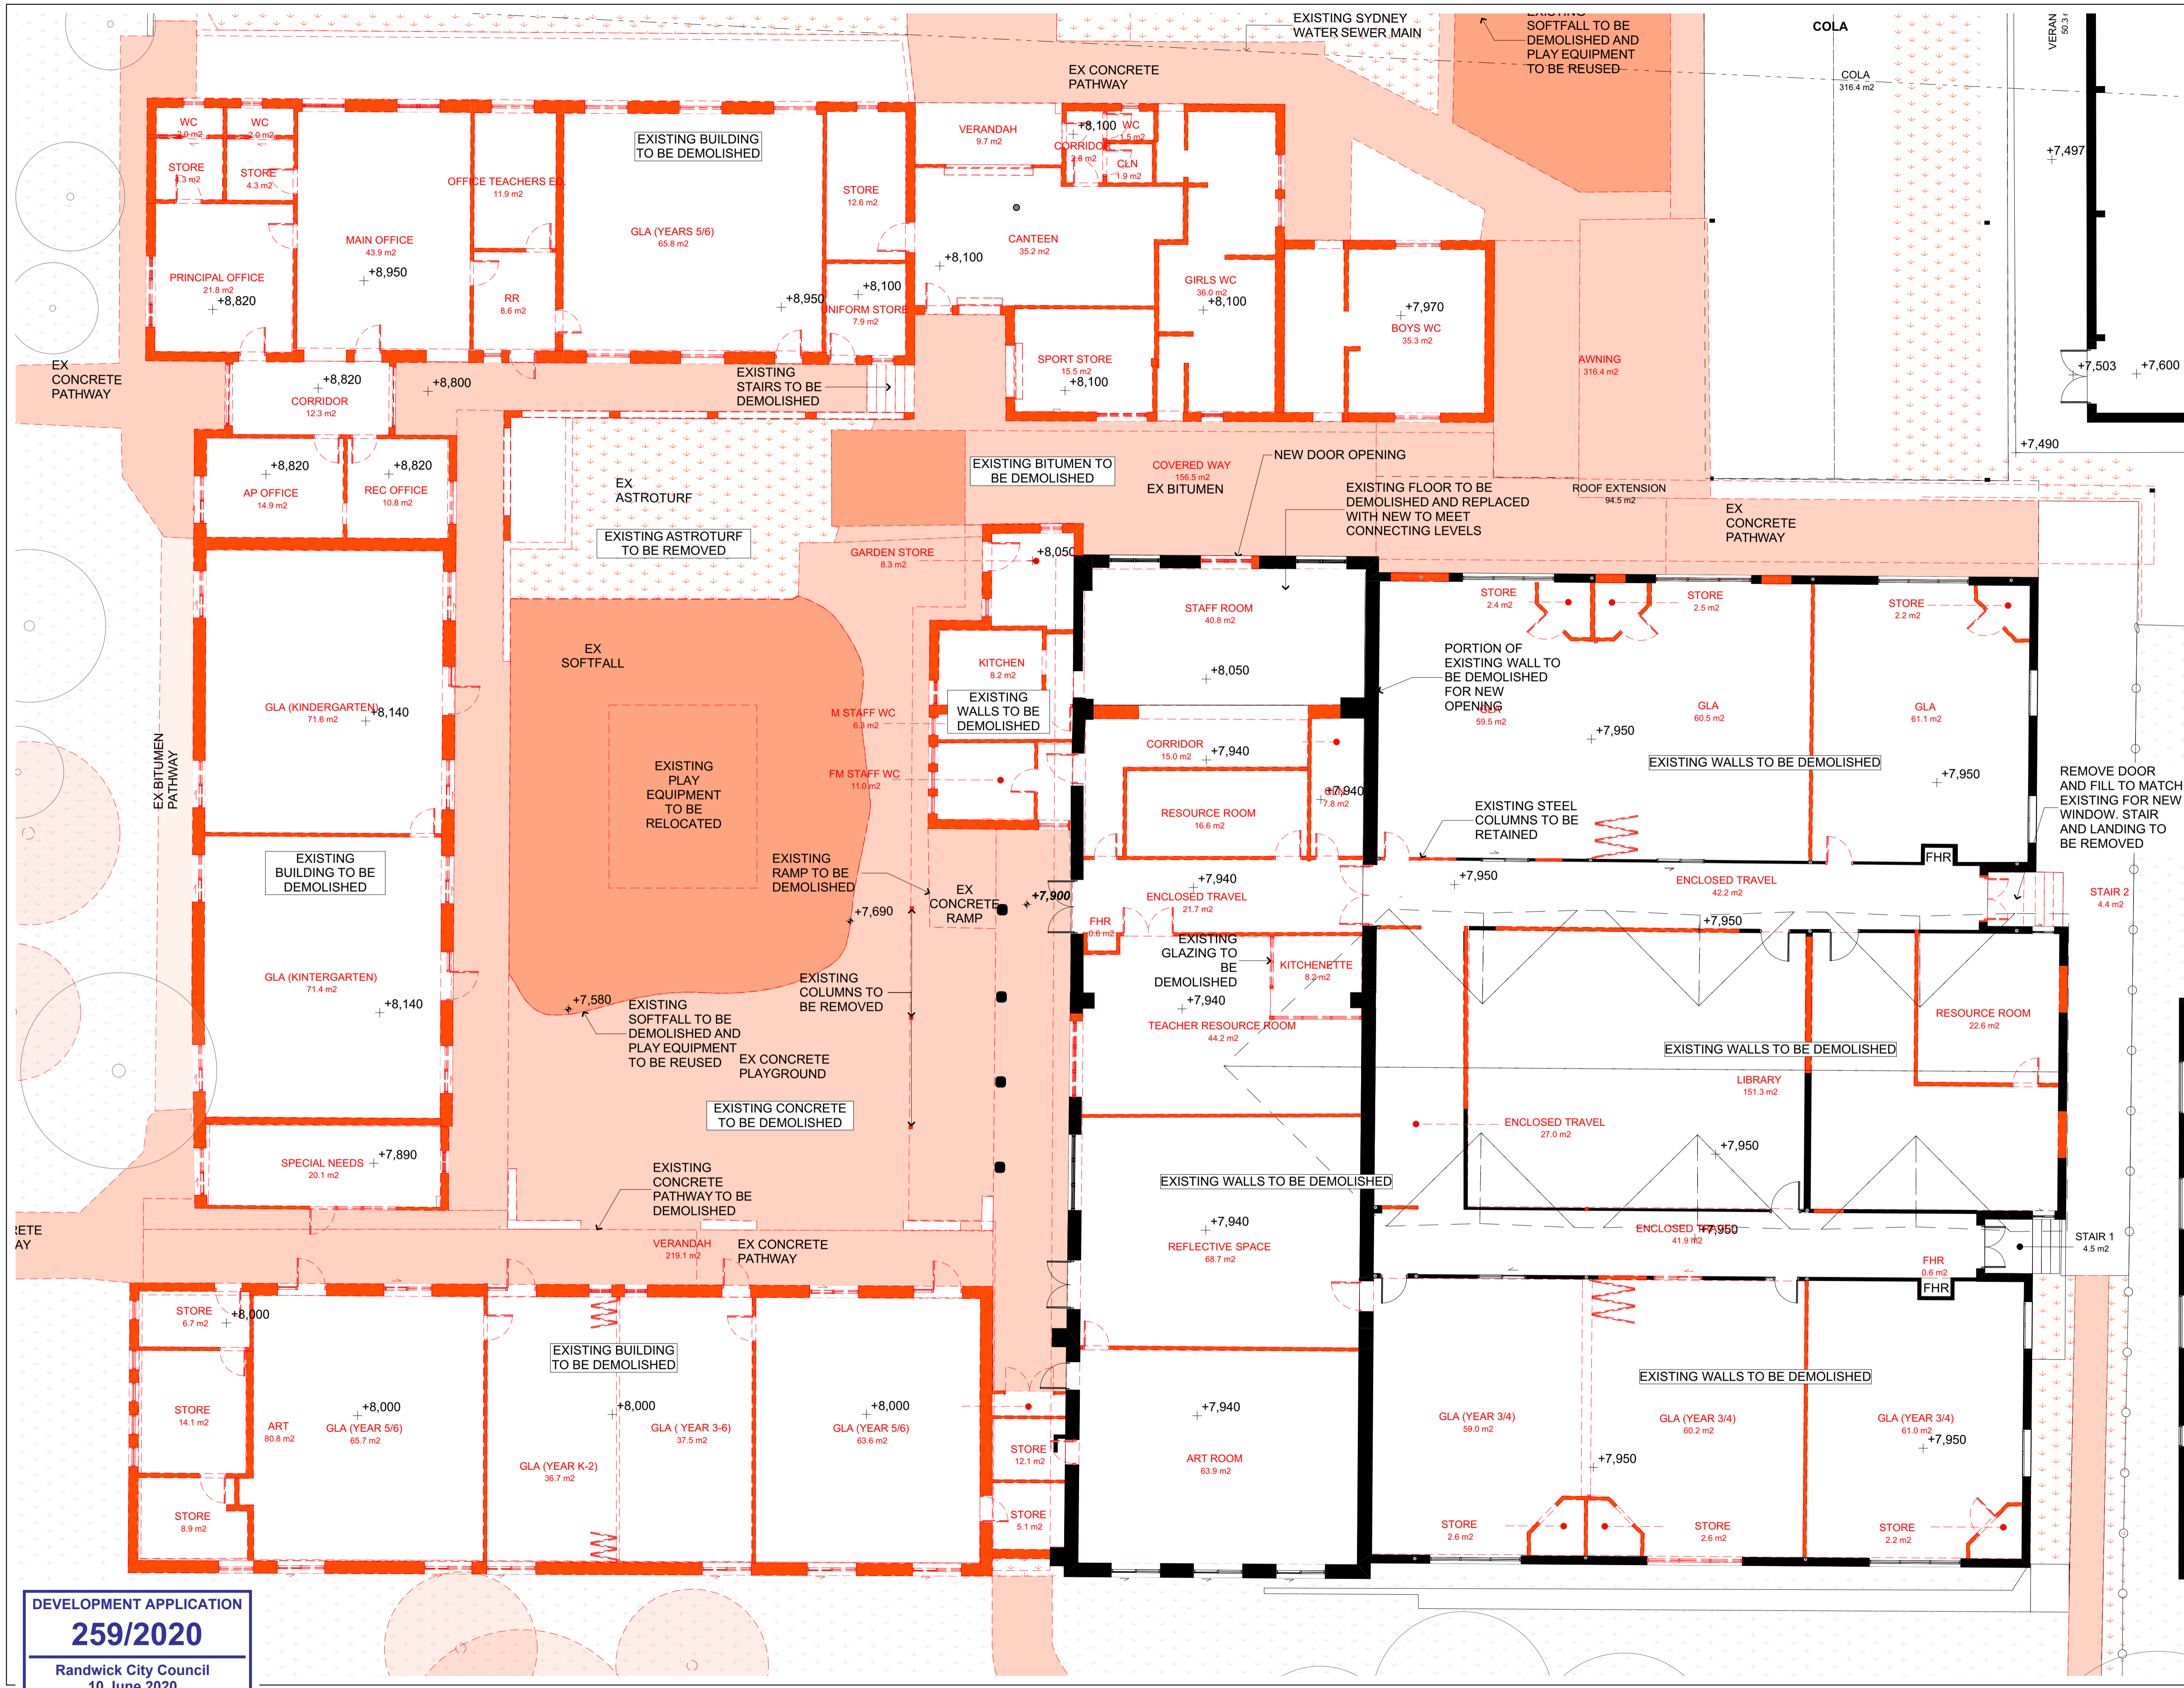 EXISTING SYDNEY
WATER SEWER MAIN
EXISTING
SOFTFALL TO BE
DEMOLISHED AND
PLAY EQUIPMENT
TO BE REUSED
COLA
COLA
316.4 m2
VERAN
50.3
EX CONCRETE
PATHWAY
WC
2.0 m2
WC
2.0 m2
STORE
4.3 m2
STORE
4.3 m2
OFFICE TEACHERS ED.
11.9 m2
EXISTING BUILDING
TO BE DEMOLISHED
STORE
12.6 m2
VERANDAH
9.7 m2
+8,100
CORRIDOR
2.8 m2
WC
1.5 m2
CLN
1.9 m2
+7,497
MAIN OFFICE
43.9 m2
+8,950
GLA (YEARS 5/6)
65.8 m2
CANTEEN
35.2 m2
+8,100
PRINCIPAL OFFICE
21.8 m2
+8,820
RR
8.6 m2
+8,950
+8,100
UNIFORM STORE
7.9 m2
GIRLS WC
36.0 m2
+8,100
+7,970
BOYS WC
35.3 m2
SPORT STORE
15.5 m2
+8,100
AWNING
316.4 m2
+7,503
+7,600
EX
CONCRETE
PATHWAY
+8,820
CORRIDOR
12.3 m2
+8,800
EXISTING
STAIRS TO BE
DEMOLISHED
+7,490
+8,820
AP OFFICE
14.9 m2
+8,820
REC OFFICE
10.8 m2
EX
ASTROTURF
EXISTING BITUMEN TO
BE DEMOLISHED
COVERED WAY
156.5 m2
EX BITUMEN
NEW DOOR OPENING
EXISTING FLOOR TO BE
DEMOLISHED AND REPLACED
WITH NEW TO MEET
CONNECTING LEVELS
ROOF EXTENSION
94.5 m2
EX
CONCRETE
PATHWAY
EXISTING ASTROTURF
TO BE REMOVED
GARDEN STORE
8.3 m2
+8,050
STAFF ROOM
40.8 m2
+8,050
STORE
2.4 m2
STORE
2.5 m2
STORE
2.2 m2
EX
SOFTFALL
KITCHEN
8.2 m2
EXISTING
WALLS TO BE
DEMOLISHED
PORTION OF
EXISTING WALL TO
BE DEMOLISHED
FOR NEW
OPENING
GLA
59.5 m2
GLA
60.5 m2
GLA
61.1 m2
GLA (KINDERGARTEN)
71.6 m2
+8,140
M STAFF WC
6.3 m2
+7,950
EXISTING WALLS TO BE DEMOLISHED
EX BITUMEN
PATHWAY
EXISTING
PLAY
EQUIPMENT
TO BE
RELOCATED
FM STAFF WC
11.0 m2
CORRIDOR
15.0 m2
+7,940
+7,940
7.8 m2
RESOURCE ROOM
16.6 m2
EXISTING STEEL
COLUMNS TO BE
RETAINED
+7,950
REMOVE DOOR
AND FILL TO MATCH
EXISTING FOR NEW
WINDOW. STAIR
AND LANDING TO
BE REMOVED
EXISTING
BUILDING TO BE
DEMOLISHED
EXISTING
RAMP TO BE
DEMOLISHED
EX
CONCRETE
RAMP
+7,900
+7,690
+7,940
ENCLOSED TRAVEL
21.7 m2
FHR
0.6 m2
+7,950
ENCLOSED TRAVEL
42.2 m2
+7,950
FHR
STAIR 2
4.4 m2
GLA (KINTERGARTEN)
71.4 m2
+8,140
+7,580
EXISTING
SOFTFALL TO BE
DEMOLISHED AND
PLAY EQUIPMENT
TO BE REUSED
EXISTING
COLUMNS TO
BE REMOVED
EX CONCRETE
PLAYGROUND
EXISTING
GLAZING TO
BE
DEMOLISHED
KITCHENETTE
8.2 m2
+7,940
TEACHER RESOURCE ROOM
44.2 m2
RESOURCE ROOM
22.6 m2
EXISTING WALLS TO BE DEMOLISHED
LIBRARY
151.3 m2
EXISTING CONCRETE
TO BE DEMOLISHED
ENCLOSED TRAVEL
27.0 m2
+7,950
SPECIAL NEEDS
20.1 m2
+7,890
EXISTING
CONCRETE
PATHWAY TO BE
DEMOLISHED
EXISTING WALLS TO BE DEMOLISHED
RETE
AY
VERANDAH
219.1 m2
EX CONCRETE
PATHWAY
+7,940
REFLECTIVE SPACE
68.7 m2
ENCLOSED TRAVEL
41.9 m2
+7,950
STAIR 1
4.5 m2
FHR
0.6 m2
FHR
STORE
6.7 m2
+8,000
EXISTING BUILDING
TO BE DEMOLISHED
EXISTING WALLS TO BE DEMOLISHED
STORE
14.1 m2
ART
80.8 m2
+8,000
GLA (YEAR 5/6)
65.7 m2
+8,000
GLA (YEAR K-2)
36.7 m2
GLA ( YEAR 3-6)
37.5 m2
+8,000
GLA (YEAR 5/6)
63.6 m2
STORE
12.1 m2
+7,940
ART ROOM
63.9 m2
GLA (YEAR 3/4)
59.0 m2
GLA (YEAR 3/4)
60.2 m2
GLA (YEAR 3/4)
61.0 m2
+7,950
+7,950
STORE
8.9 m2
STORE
5.1 m2
STORE
2.6 m2
STORE
2.6 m2
STORE
2.2 m2
DEVELOPMENT APPLICATION
259/2020
Randwick City Council
10 June 2020